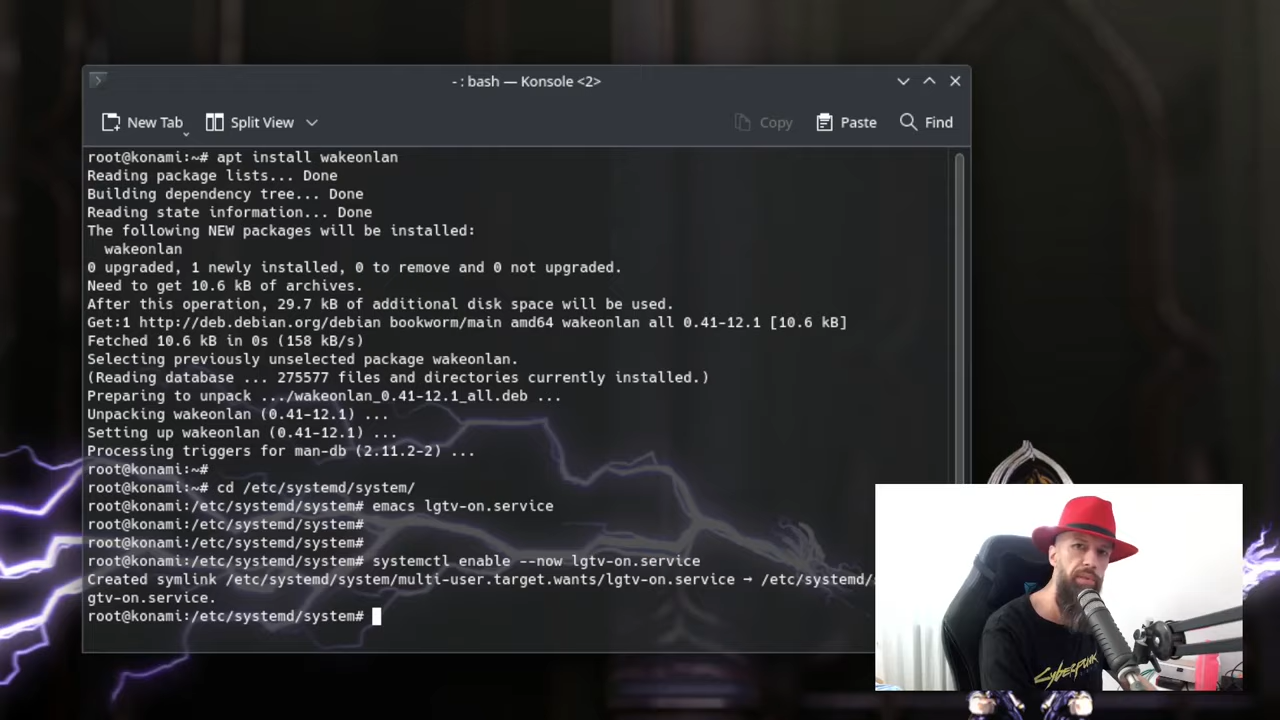 - : bash — Konsole <2>
New Tab
Split View
Copy
Paste
Find
root@konami:~# apt install wakeonlan
Reading package lists... Done
Building dependency tree... Done
Reading state information... Done
The following NEW packages will be installed:
  wakeonlan
0 upgraded, 1 newly installed, 0 to remove and 0 not upgraded.
Need to get 10.6 kB of archives.
After this operation, 29.7 kB of additional disk space will be used.
Get:1 http://deb.debian.org/debian bookworm/main amd64 wakeonlan all 0.41-12.1 [10.6 kB]
Fetched 10.6 kB in 0s (158 kB/s)
Selecting previously unselected package wakeonlan.
(Reading database ... 275577 files and directories currently installed.)
Preparing to unpack .../wakeonlan_0.41-12.1_all.deb ...
Unpacking wakeonlan (0.41-12.1) ...
Setting up wakeonlan (0.41-12.1) ...
Processing triggers for man-db (2.11.2-2) ...
root@konami:~#
root@konami:~# cd /etc/systemd/system/
root@konami:/etc/systemd/system# emacs lgtv-on.service
root@konami:/etc/systemd/system#
root@konami:/etc/systemd/system#
root@konami:/etc/systemd/system# systemctl enable --now lgtv-on.service
Created symlink /etc/systemd/system/multi-user.target.wants/lgtv-on.service → /etc/systemd/
gtv-on.service.
root@konami:/etc/systemd/system#
CYBERPUNK